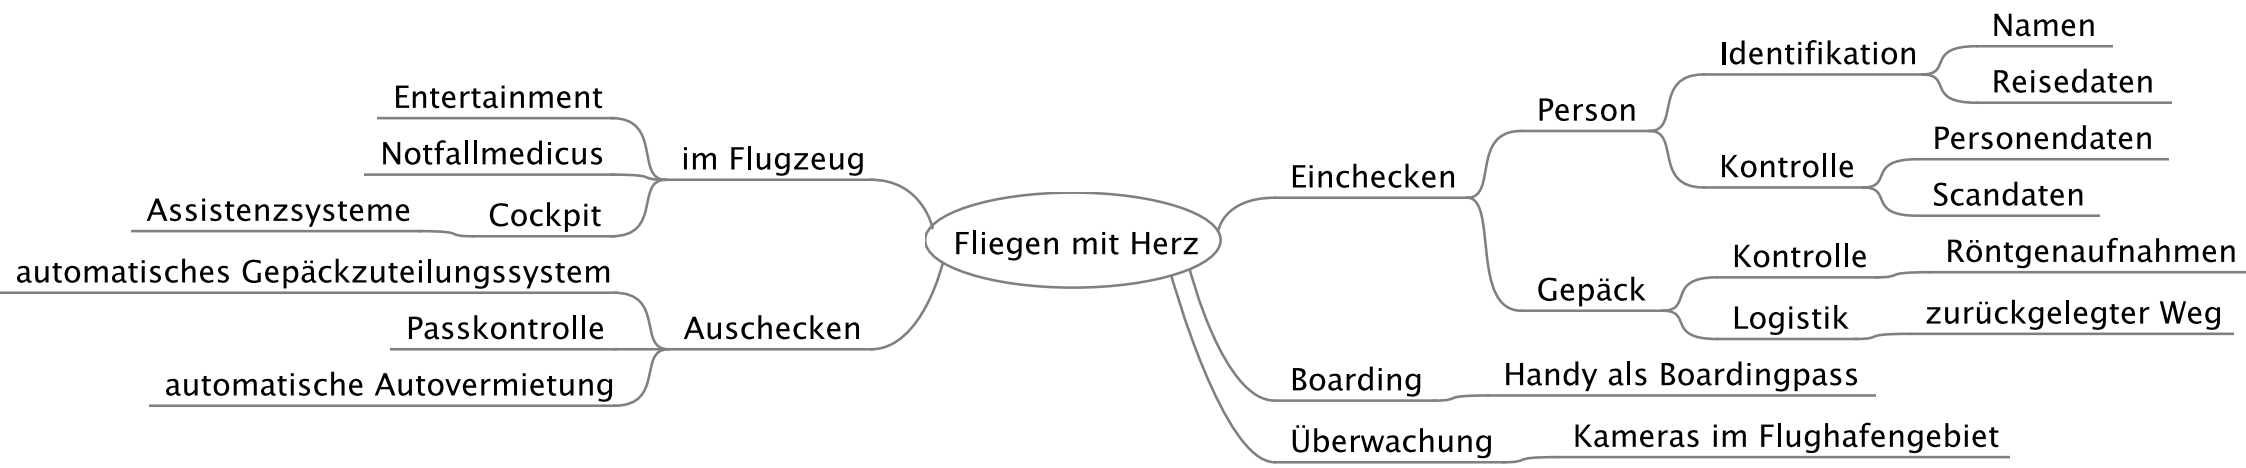 Fliegen mit Herz
Einchecken
Person
Identifikation
Namen
Reisedaten
Kontrolle
Personendaten
Scandaten
Gepäck
Kontrolle
Röntgenaufnahmen
Logistik
zurückgelegter Weg
Boarding
Handy als Boardingpass
Überwachung
Kameras im Flughafengebiet
im Flugzeug
Entertainment
Notfallmedicus
Cockpit
Assistenzsysteme
Auschecken
automatisches Gepäckzuteilungssystem
Passkontrolle
automatische Autovermietung